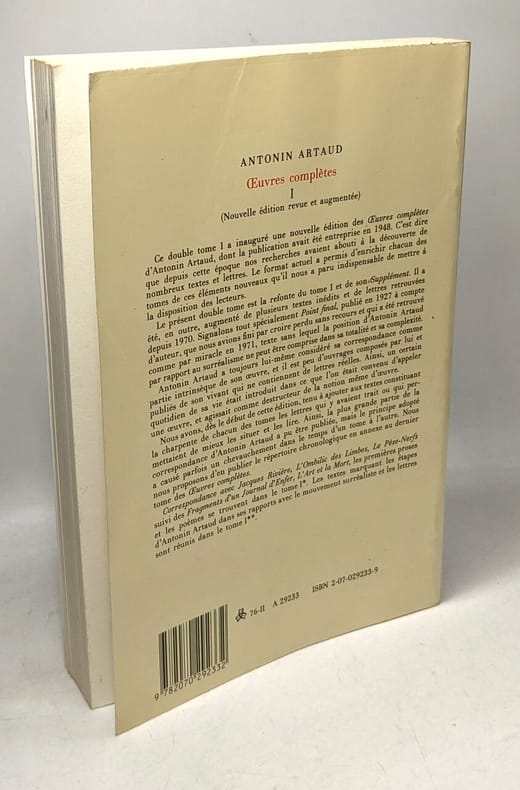 ANTONIN ARTAUD
Œuvres complètes
I
(Nouvelle édition revue et augmentée)
Ce double tome I a inauguré une nouvelle édition des Œuvres complètes
d'Antonin Artaud, dont la publication avait été entreprise en 1948. C'est dire
que depuis cette époque nos recherches avaient abouti à la découverte de
nombreux textes et lettres. Le format actuel a permis d'enrichir chacun des
tomes de ces éléments nouveaux qu'il nous a paru indispensable de mettre à
la disposition des lecteurs.
Le présent double tome est la refonte du tome I et de son Supplément. Il a
été, en outre, augmenté de plusieurs textes inédits et de lettres retrouvées
depuis 1970. Signalons tout spécialement Point final, publié en 1927 à compte
d'auteur, que nous avions fini par croire perdu sans recours et qui a été retrouvé
comme par miracle en 1971, texte sans lequel la position d'Antonin Artaud
par rapport au surréalisme ne peut être comprise dans sa totalité et sa complexité.
Antonin Artaud a toujours lui-même considéré sa correspondance comme
partie intrinsèque de son œuvre, et il est peu d'ouvrages composés par lui et
publiés de son vivant qui ne contiennent de lettres réelles. Ainsi, un certain
quotidien de sa vie était introduit dans ce que l'on était convenu d'appeler
une œuvre, et agissait comme destructeur de la notion même d'œuvre.
Nous avons, dès le début de cette édition, tenu à ajouter aux textes constituant
la charpente de chacun des tomes les lettres qui y avaient trait ou qui per-
mettaient de mieux les situer et les lire. Ainsi, la plus grande partie de la
correspondance d'Antonin Artaud a pu être publiée, mais le principe adopté
a causé parfois un chevauchement dans le temps d'un tome à l'autre. Nous
nous proposons d'en publier le répertoire chronologique en annexe au dernier
tome des Œuvres complètes.
Correspondance avec Jacques Rivière, L'Ombilic des Limbes, Le Pèse-Nerfs
suivi des Fragments d'un Journal d'Enfer, L'Art et la Mort, les premières proses
et les poèmes se trouvent dans le tome I*. Les textes marquant les étapes
d'Antonin Artaud dans ses rapports avec le mouvement surréaliste et les lettres
sont réunis dans le tome I**.
76-II A 29233 ISBN 2-07-029233-9
9 782070 292332